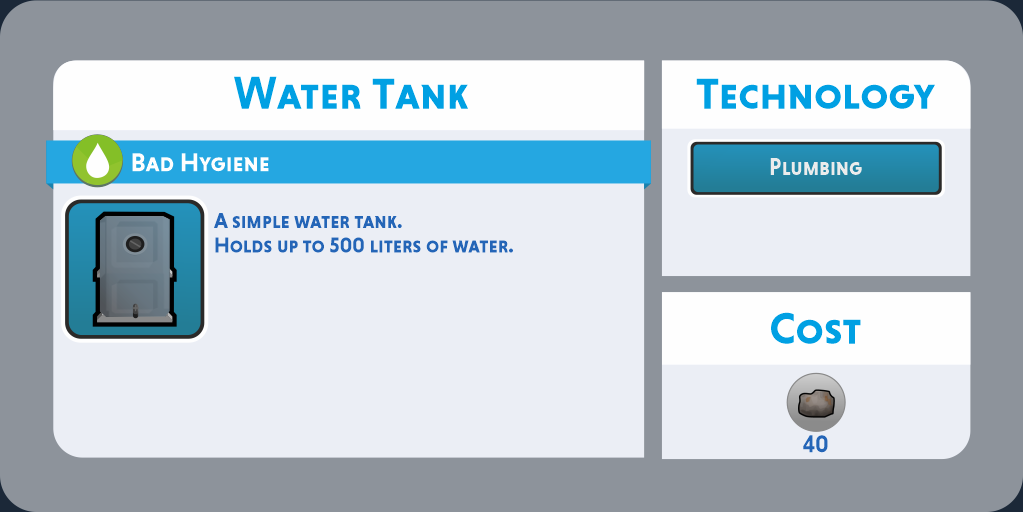 Water Tank
Bad Hygiene
A simple water tank.
Holds up to 500 liters of water.
Technology
Plumbing
Cost
40